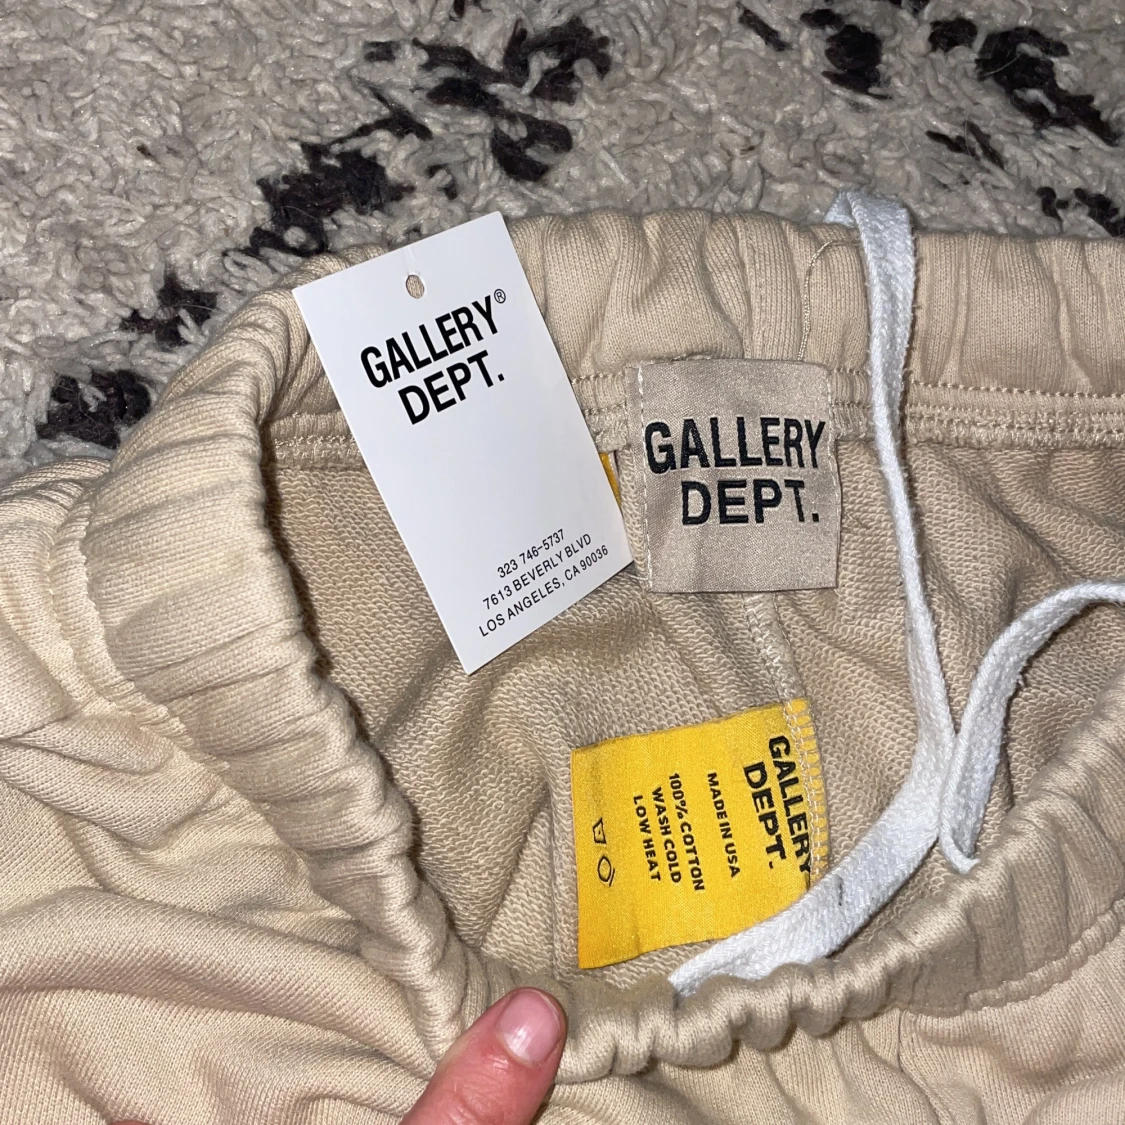 GALLERY®
DEPT.
323 746-5737
7613 BEVERLY BLVD
LOS ANGELES, CA 90036
GALLERY
DEPT.
GALLERY
DEPT.
MADE IN USA
100% COTTON
WASH COLD
LOW HEAT